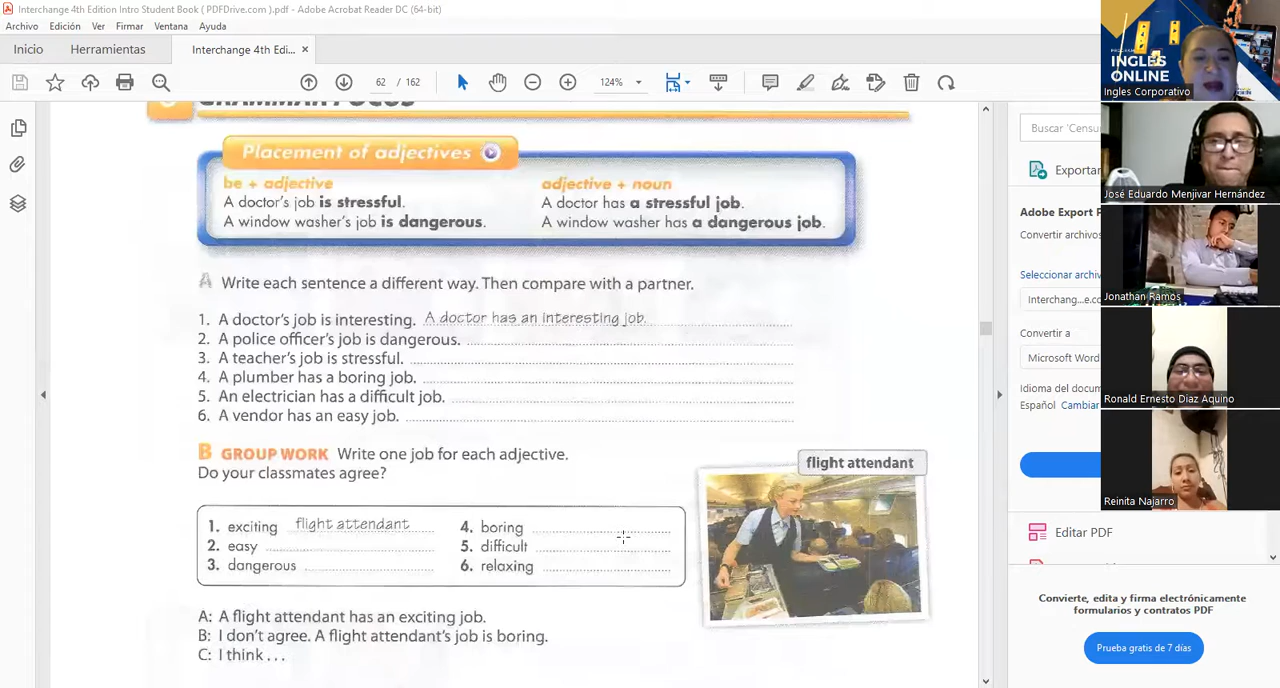 Interchange 4th Edition Intro Student Book ( PDFDrive.com ).pdf - Adobe Acrobat Reader DC (64-bit)
Archivo Edición Ver Firmar Ventana Ayuda
Inicio Herramientas Interchange 4th Edi... ×
62 / 162 124%
GRAMMAR FOCUS
Placement of adjectives
be + adjective
A doctor's job is stressful.
A window washer's job is dangerous.
adjective + noun
A doctor has a stressful job.
A window washer has a dangerous job.
A Write each sentence a different way. Then compare with a partner.
1. A doctor's job is interesting. A doctor has an interesting job.
2. A police officer's job is dangerous.
3. A teacher's job is stressful.
4. A plumber has a boring job.
5. An electrician has a difficult job.
6. A vendor has an easy job.
B GROUP WORK Write one job for each adjective.
Do your classmates agree?
flight attendant
1. exciting flight attendant
2. easy
3. dangerous
4. boring
5. difficult
6. relaxing
A: A flight attendant has an exciting job.
B: I don't agree. A flight attendant's job is boring.
C: I think . . .
Buscar 'Censu
Exportar
Adobe Export P
Convertir archivos
Seleccionar archiv
Interchang...e.co
Convertir a
Microsoft Word
Idioma del docum
Español Cambiar
Editar PDF
Convierte, edita y firma electrónicamente
formularios y contratos PDF
Prueba gratis de 7 días
INGLES
ONLINE
Ingles Corporativo
José Eduardo Menjivar Hernández
Jonathan Ramos
Ronald Ernesto Diaz Aquino
Reinita Najarro